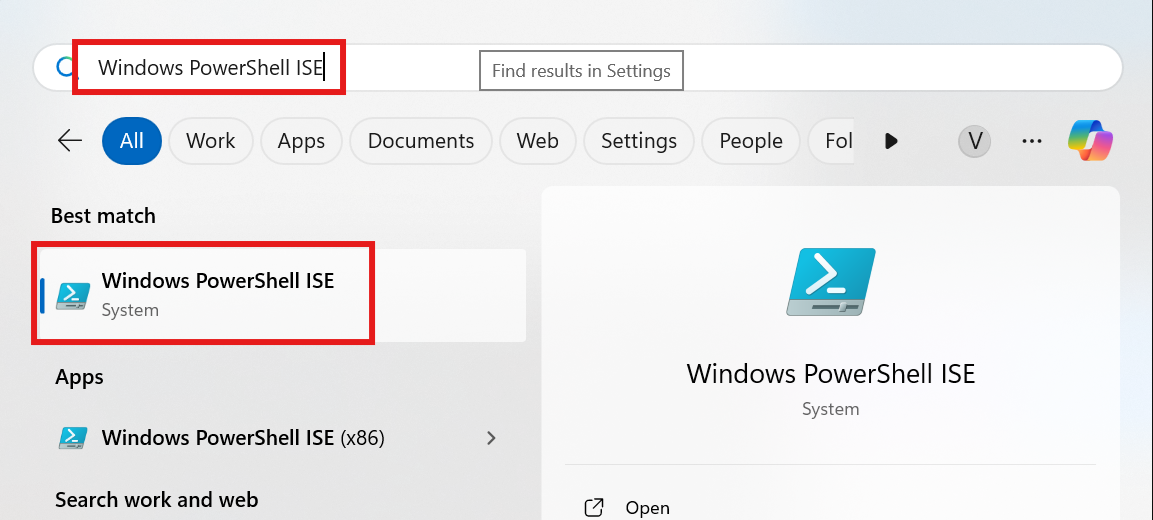 Windows PowerShell ISE
Find results in Settings
All Work Apps Documents Web Settings People Fol V
Best match
Windows PowerShell ISE
System
Apps
Windows PowerShell ISE (x86)
Search work and web
Windows PowerShell ISE
System
Open